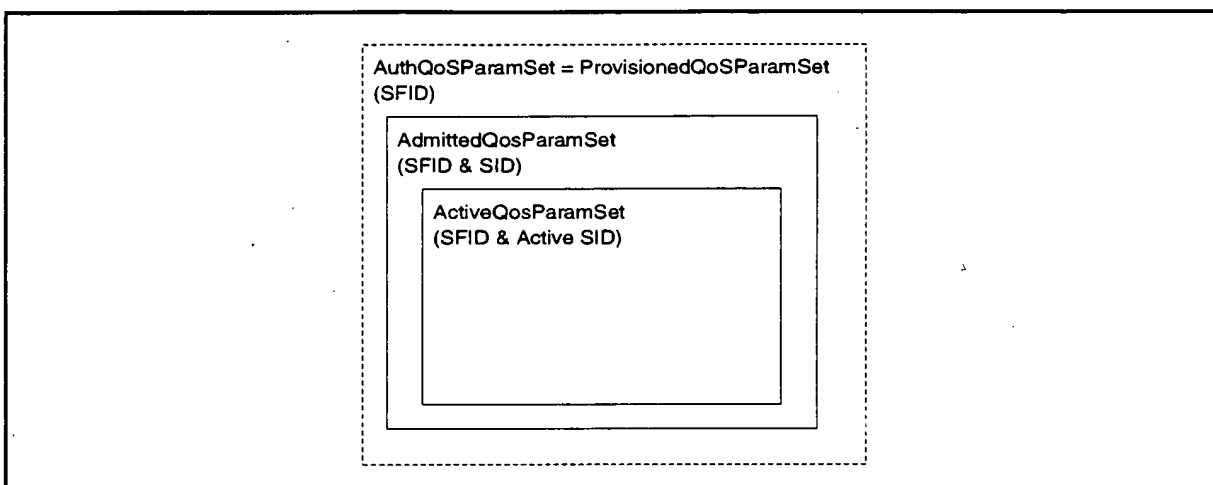 AuthQoSParamSet = ProvisionedQoSParamSet
(SFID)
AdmittedQosParamSet
(SFID & SID)
ActiveQosParamSet
(SFID & Active SID)